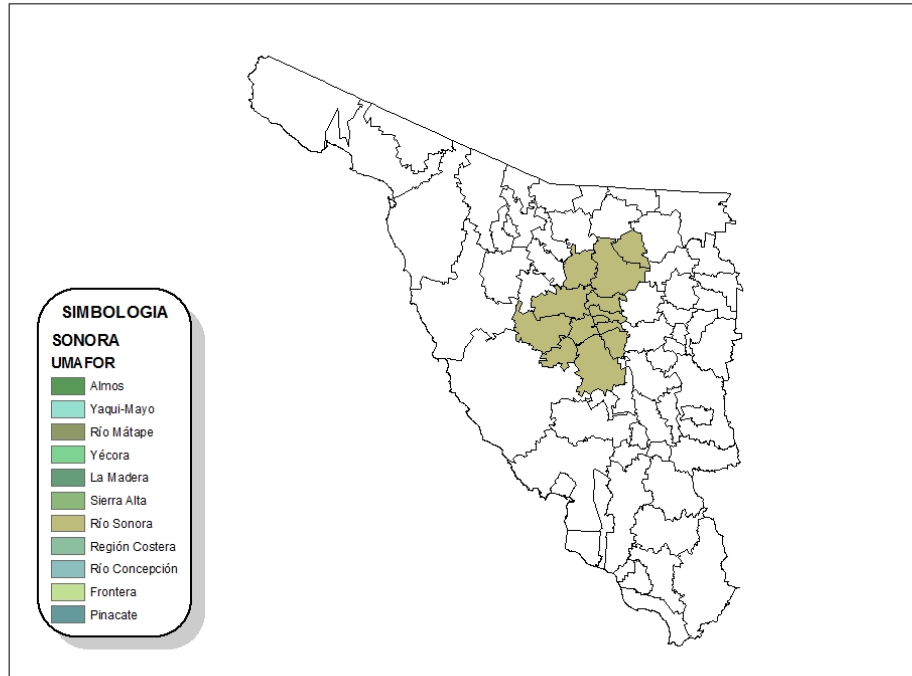 SIMBOLOGIA
SONORA
UMAFOR
Almos
Yaqui-Mayo
Río Mátape
Yécora
La Madera
Sierra Alta
Río Sonora
Región Costera
Río Concepción
Frontera
Pinacate